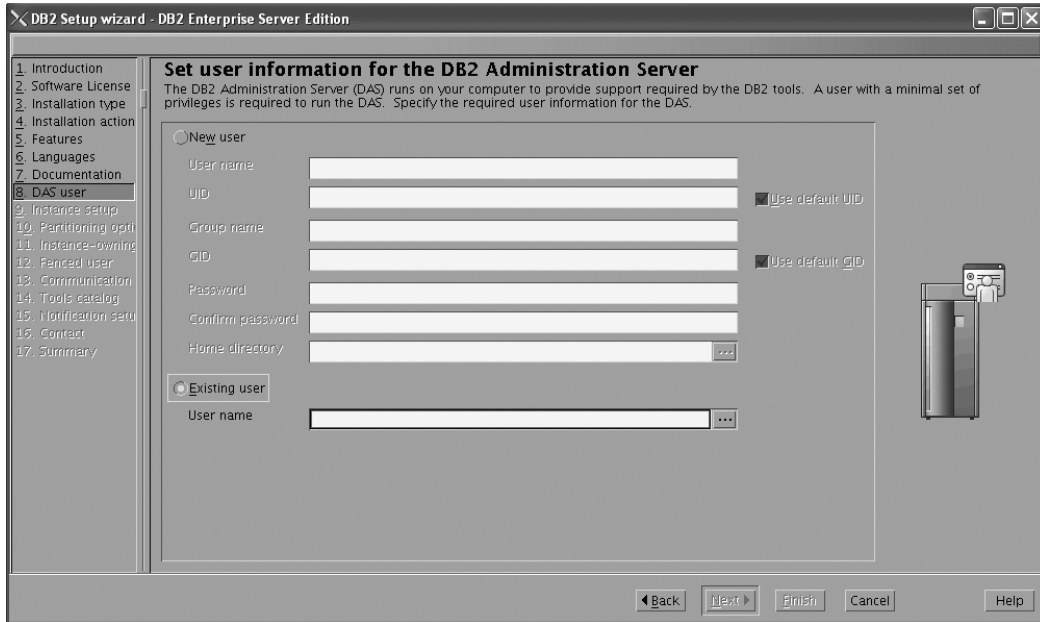 DB2 Setup wizard - DB2 Enterprise Server Edition
1. Introduction
2. Software License
3. Installation type
4. Installation action
5. Features
6. Languages
7. Documentation
8. DAS user
9. Instance setup
10. Partitioning opti
11. Instance-owning
12. Fenced user
13. Communication
14. Tools catalog
15. Notification setu
16. Contact
17. Summary
Set user information for the DB2 Administration Server
The DB2 Administration Server (DAS) runs on your computer to provide support required by the DB2 tools. A user with a minimal set of
privileges is required to run the DAS. Specify the required user information for the DAS.
New user
User name
UID
Use default UID
Group name
GID
Use default GID
Password
Confirm password
Home directory
...
Existing user
User name
...
Back
Next
Finish
Cancel
Help